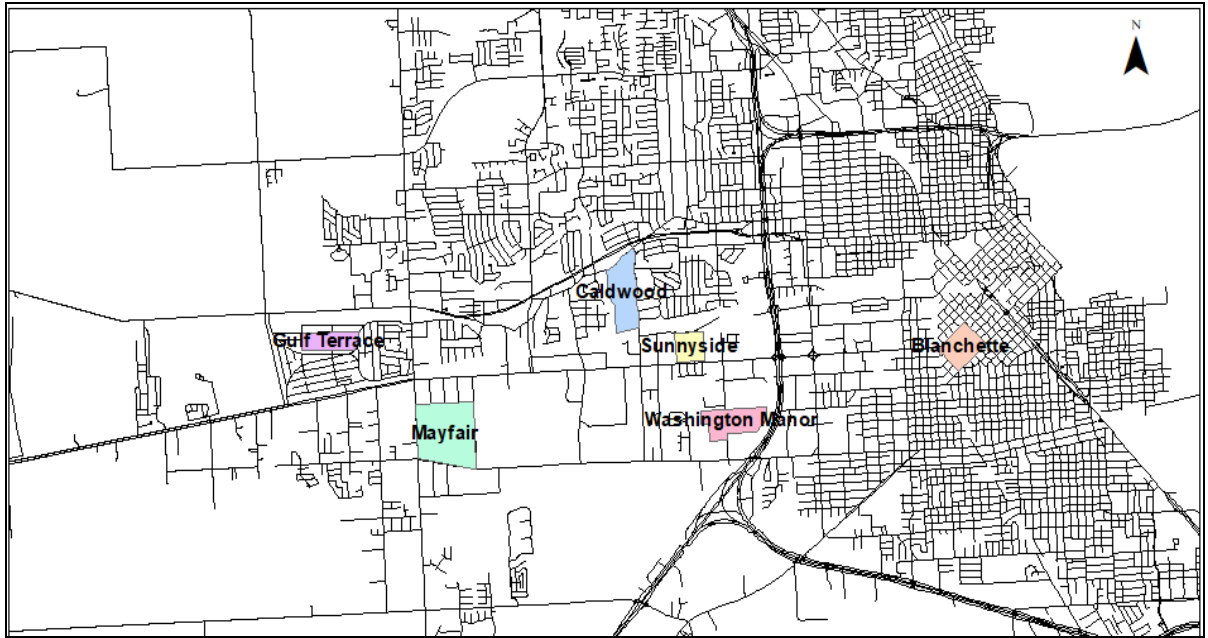 N
Caldwood
Gulf Terrace
Sunnyside
Blanchette
Washington Manor
Mayfair